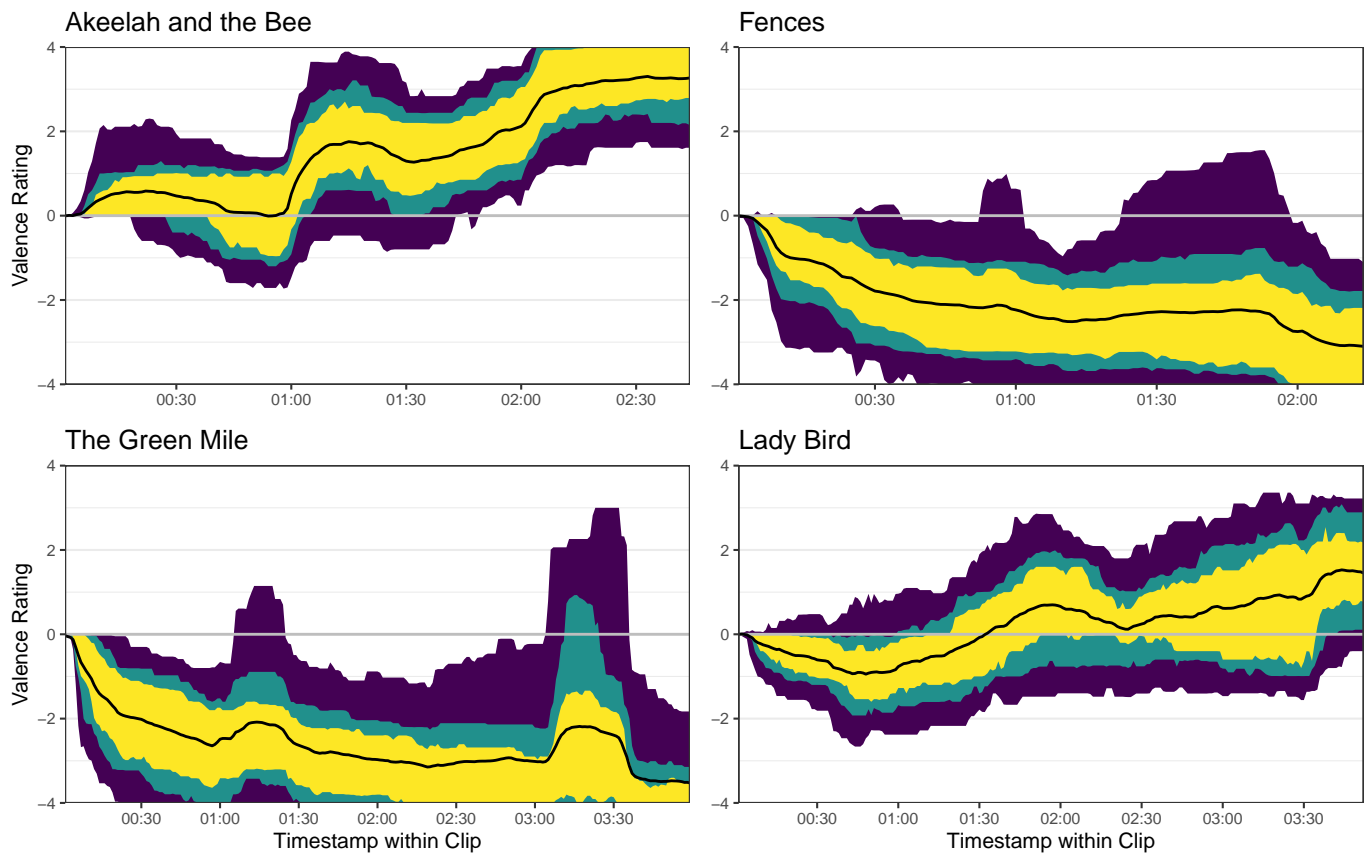 Akeelah and the Bee
Fences
4
2
0
−2
−4
Valence Rating
00:30 01:00 01:30 02:00 02:30
4
2
0
−2
−4
00:30 01:00 01:30 02:00
The Green Mile
Lady Bird
4
2
0
−2
−4
Valence Rating
00:30 01:00 01:30 02:00 02:30 03:00 03:30
Timestamp within Clip
4
2
0
−2
−4
00:30 01:00 01:30 02:00 02:30 03:00 03:30
Timestamp within Clip